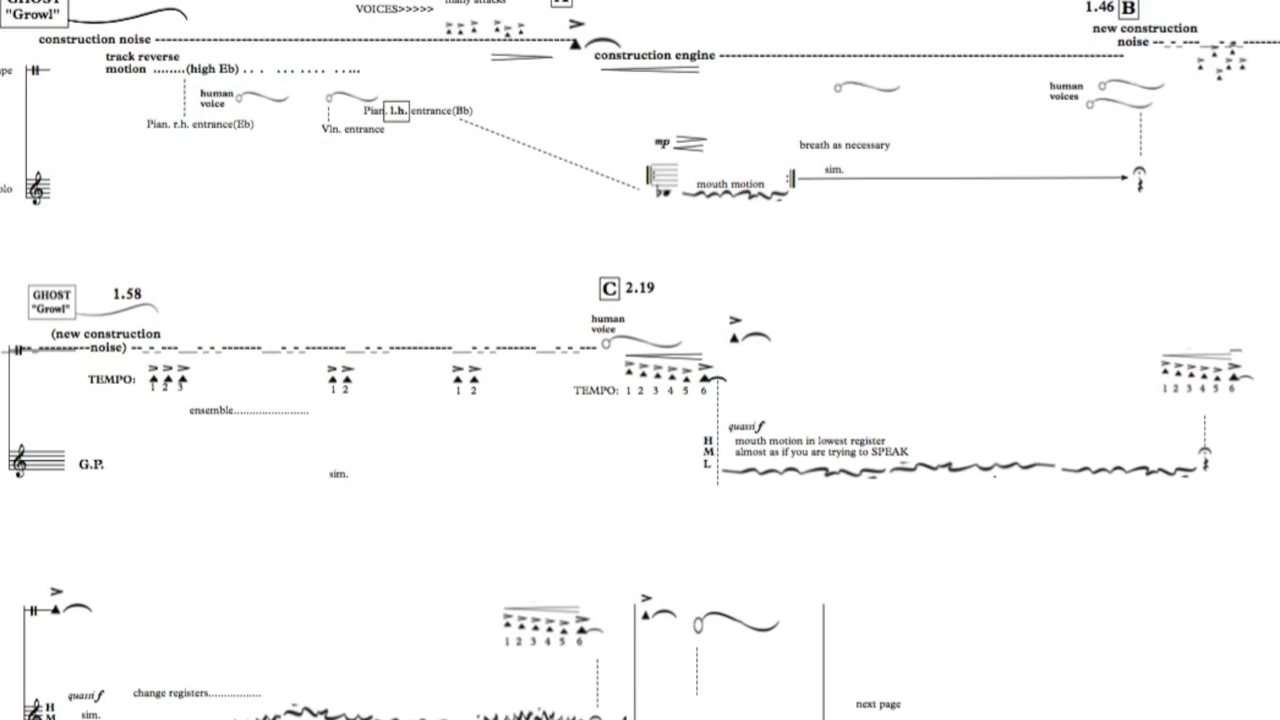 GHOST
"Growl"
VOICES>>>>>
many attacks
A
1.46 B
new construction
noise
construction noise
construction engine
track reverse
motion ........(high Eb). . .  ... .... .....
human
voice
human
voices
Pian. l.h. entrance(Bb)
Pian. r.h. entrance(Eb)
Vln. entrance
mp
breath as necessary
sim.
mouth motion
GHOST
"Growl"
1.58
C 2.19
human
voice
(new construction
noise)
TEMPO: 1 2 3
1 2
1 2
TEMPO: 1 2 3 4 5 6
1 2 3 4 5 6
ensemble......................
quasi f
H
M
L
mouth motion in lowest register
almost as if you are trying to SPEAK
G.P.
sim.
1 2 3 4 5 6
quasi f
change registers...............
H
M
sim.
next page